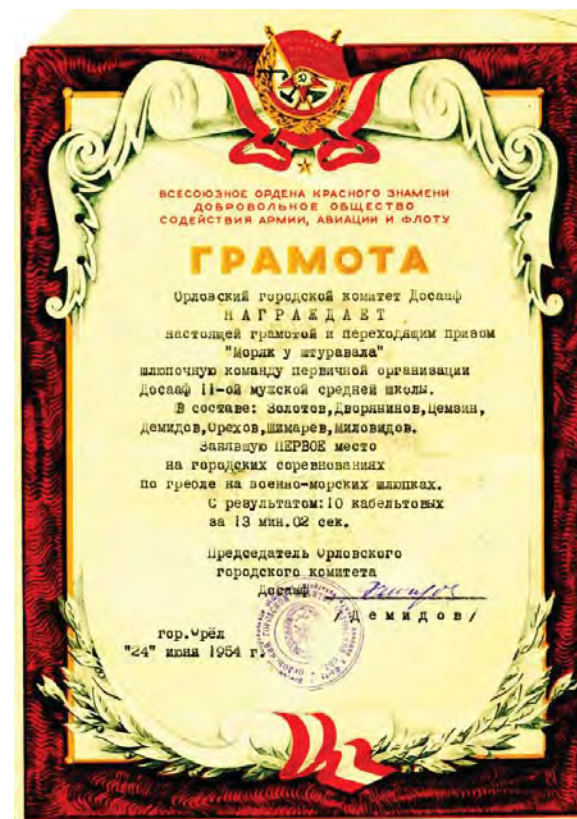 ВСЕСОЮЗНОЕ ОРДЕНА КРАСНОГО ЗНАМЕНИ
ДОБРОВОЛЬНОЕ ОБЩЕСТВО
СОДЕЙСТВИЯ АРМИИ, АВИАЦИИ И ФЛОТУ
ГРАМОТА
Орловский городской комитет Досааф
НАГРАЖДАЕТ
настоящей грамотой и переходящим призом
"Моряк у штуравала"
шлюпочную команду первичной организации
Досааф 11-ой мужской средней школы.
В составе: Золотов,Дворянинов,Цемзин,
Демидов,Орехов,Шимарев,Миловидов.
Занявшую ПЕРВОЕ место
на городских соревнованиях
по гребле на военно-морских шлюпках.
С результатом:10 кабельтовых
за 13 мин.02 сек.
Председатель Орловского
городского комитета
Досааф
/Демидов/
гор.Орёл
"24" июня 1954 г.